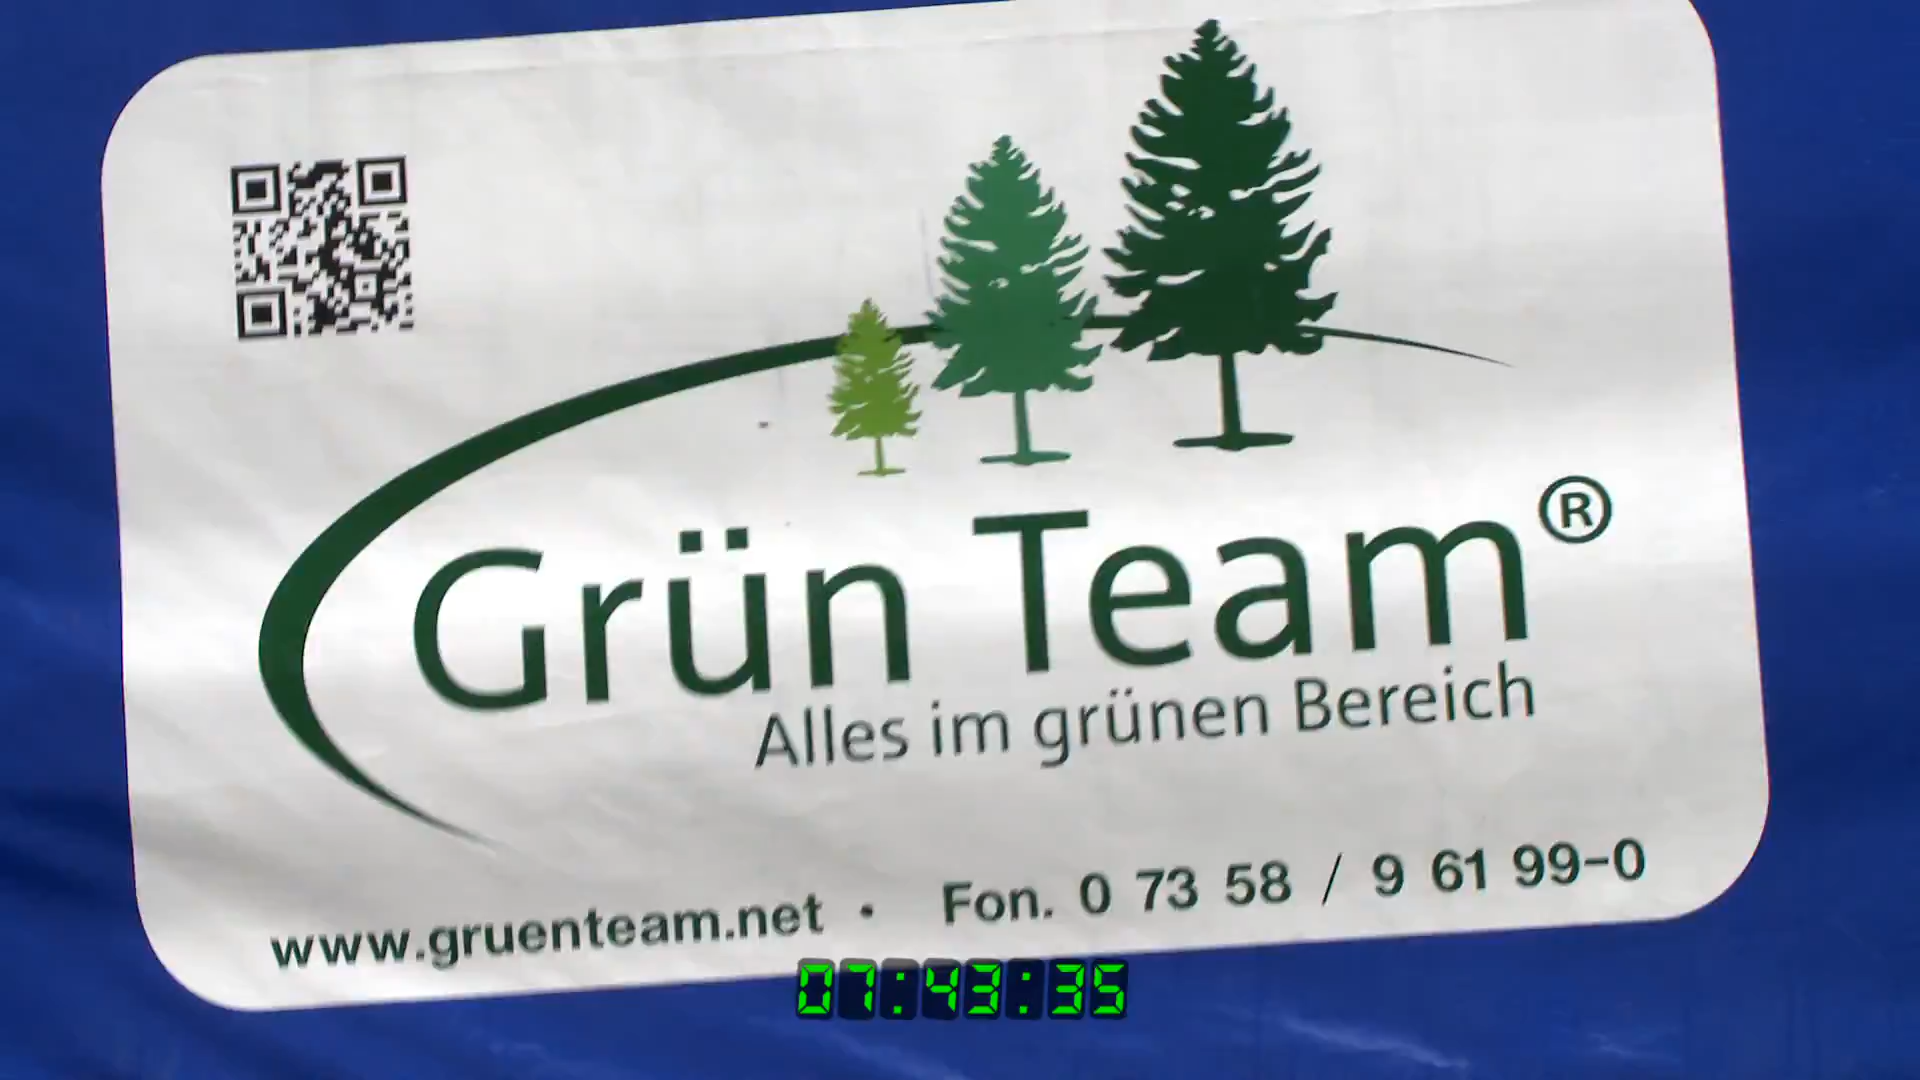 Grün Team®
Alles im grünen Bereich
www.gruenteam.net • Fon. 0 73 58 / 9 61 99-0
07:43:35